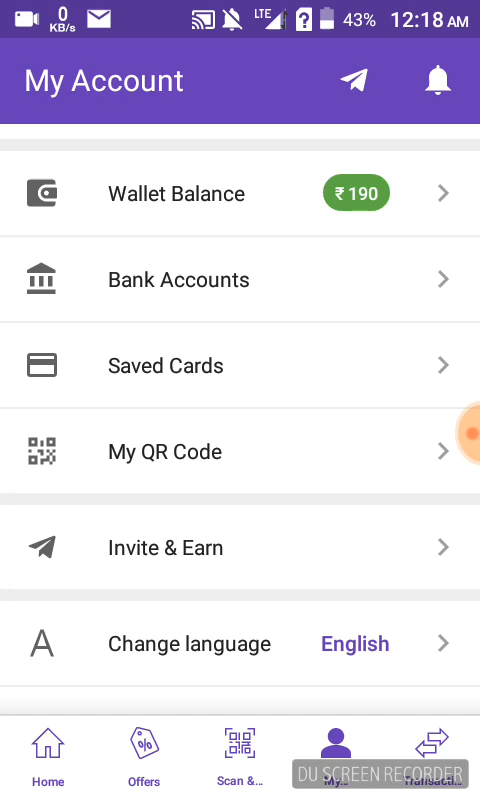 0
KB/s
LTE
?
43%
12:18 AM
My Account
Wallet Balance
₹ 190
Bank Accounts
Saved Cards
My QR Code
Invite & Earn
A
Change language
English
Home
Offers
Scan &...
My...
Transacti...
DU SCREEN RECORDER